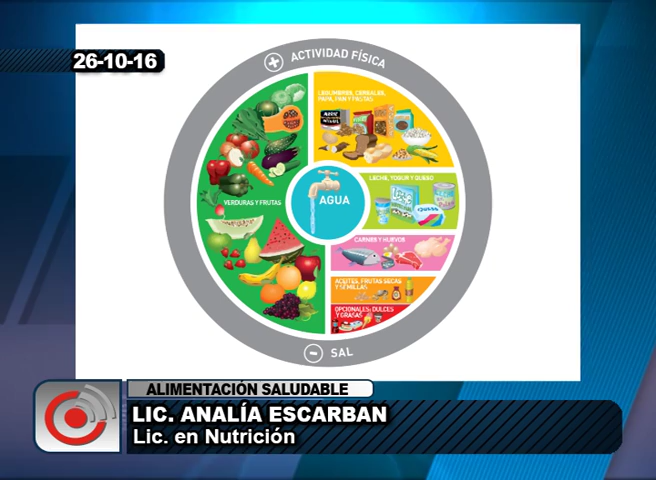 26-10-16
+ ACTIVIDAD FÍSICA
LEGUMBRES, CEREALES,
PAPA, PAN Y PASTAS
LECHE, YOGUR Y QUESO
AGUA
VERDURAS Y FRUTAS
CARNES Y HUEVOS
ACEITES, FRUTAS SECAS
Y SEMILLAS
OPCIONALES: DULCES
Y GRASAS
- SAL
ALIMENTACIÓN SALUDABLE
LIC. ANALÍA ESCARBAN
Lic. en Nutrición